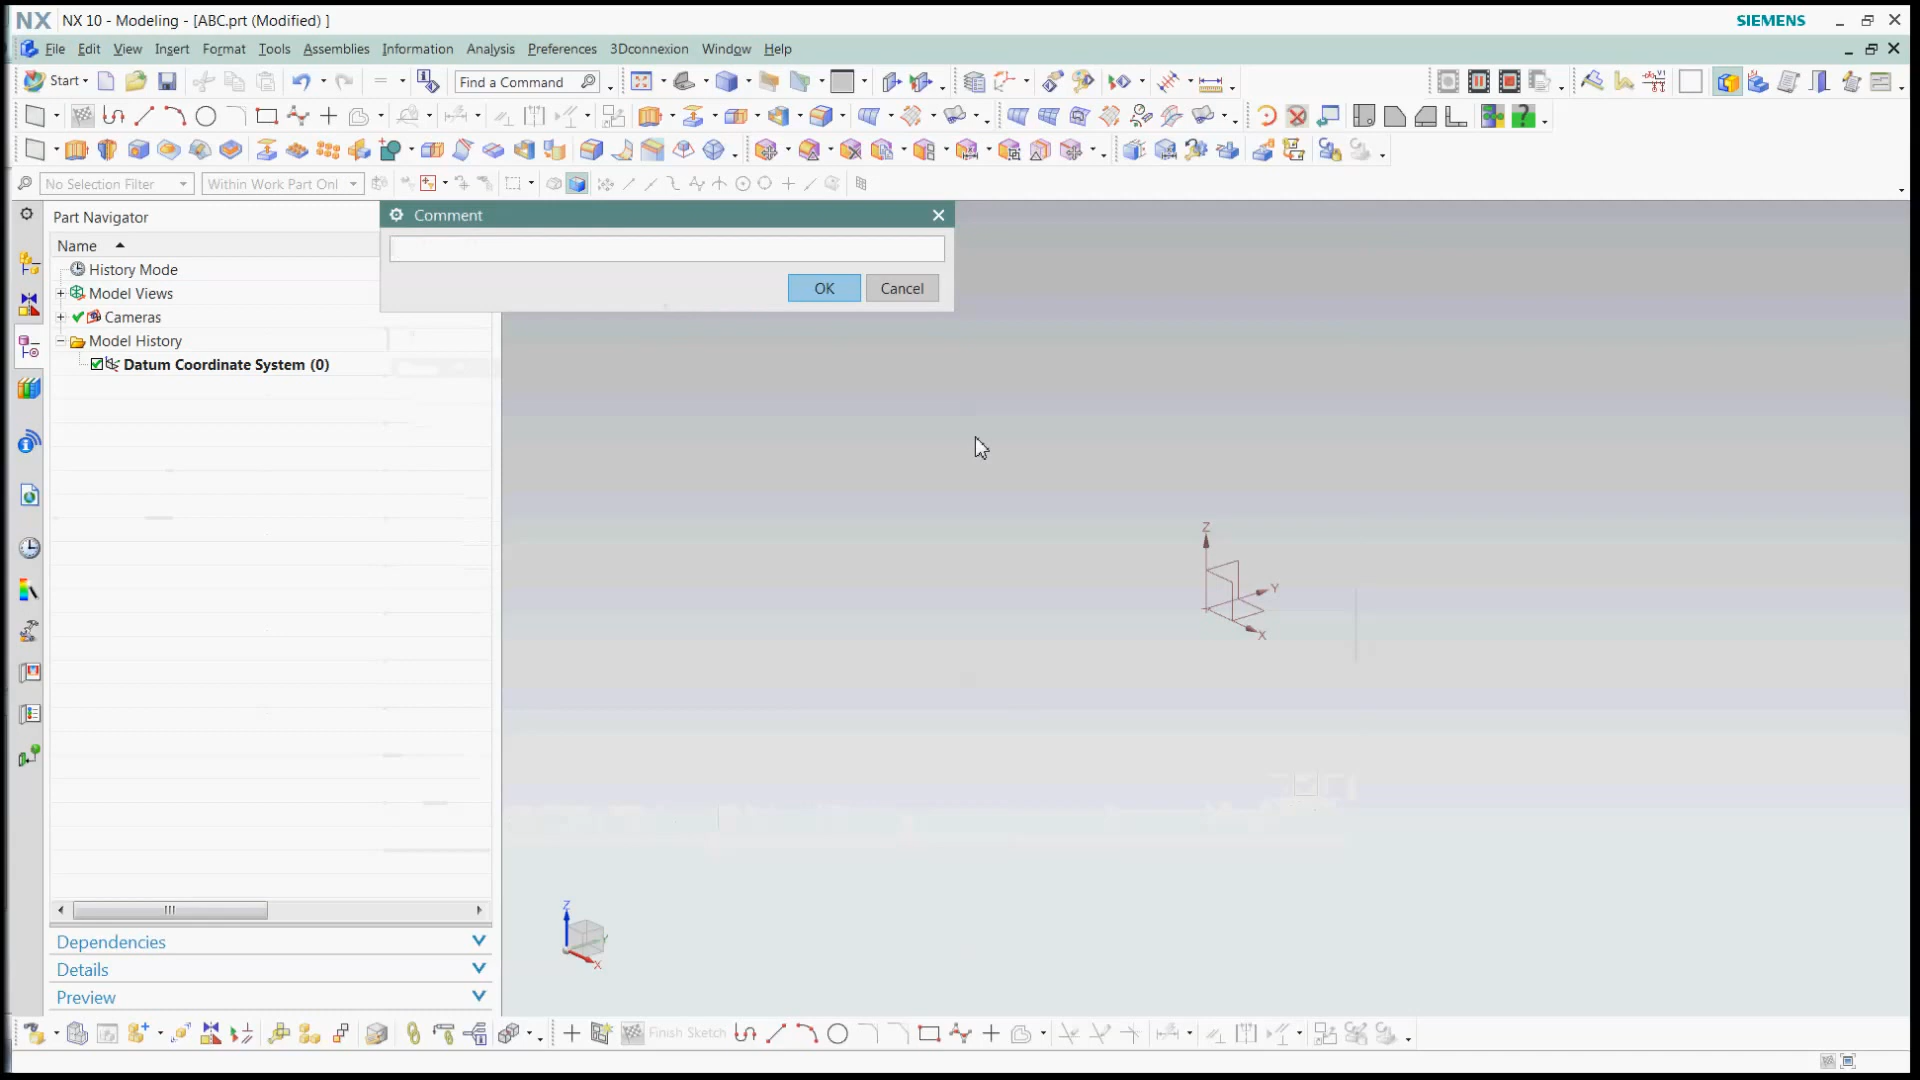 NX NX 10 - Modeling - [ABC.prt (Modified) ] SIEMENS
File Edit View Insert Format Tools Assemblies Information Analysis Preferences 3Dconnexion Window Help
Start Find a Command
No Selection Filter Within Work Part Onl
Part Navigator
Name
History Mode
Model Views
Cameras
Model History
Datum Coordinate System (0)
Comment
OK Cancel
Z
Y
X
Z
Y
X
Dependencies
Details
Preview
Finish Sketch